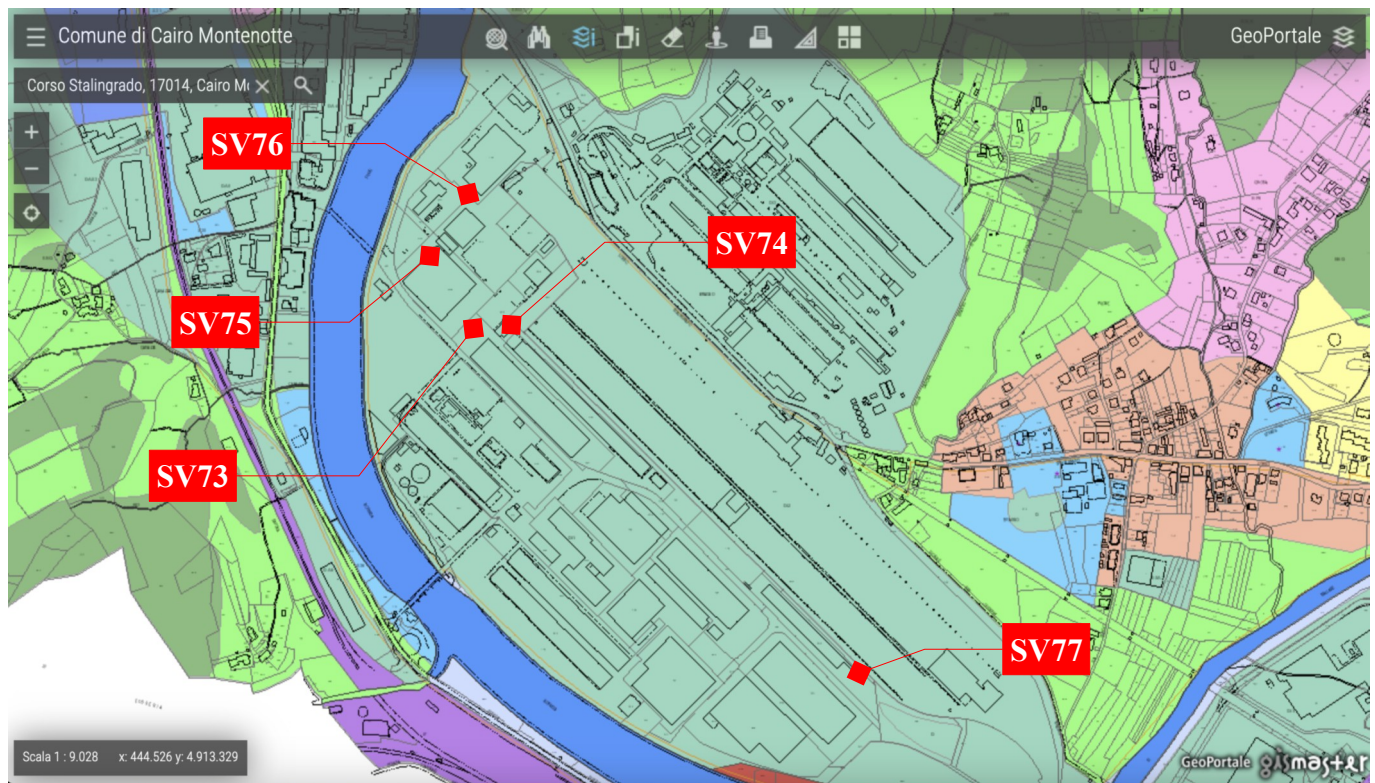 Comune di Cairo Montenotte
GeoPortale
Corso Stalingrado, 17014, Cairo Mo
SV76
SV74
SV75
SV73
SV77
Scala 1 : 9.028 x: 444.526 y: 4.913.329
GeoPortale gismaster